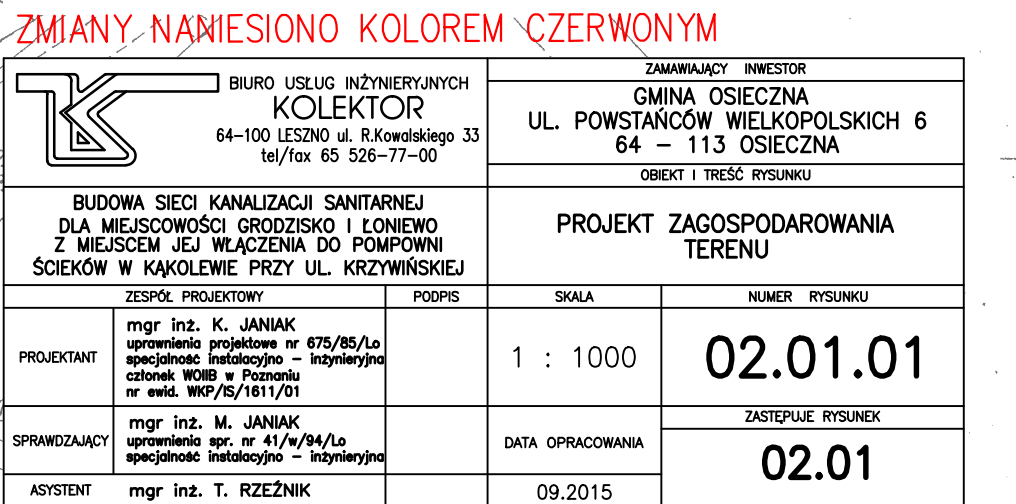 ZMIANY NANIESIONO KOLOREM CZERWONYM
BIURO USŁUG INŻYNIERYJNYCH
KOLEKTOR
64-100 LESZNO ul. R.Kowalskiego 33
tel/fax 65 526-77-00
ZAMAWIAJĄCY INWESTOR
GMINA OSIECZNA
UL. POWSTAŃCÓW WIELKOPOLSKICH 6
64 - 113 OSIECZNA
OBIEKT I TREŚĆ RYSUNKU
BUDOWA SIECI KANALIZACJI SANITARNEJ
DLA MIEJSCOWOŚCI GRODZISKO I ŁONIEWO
Z MIEJSCEM JEJ WŁĄCZENIA DO POMPOWNI
ŚCIEKÓW W KĄKOLEWIE PRZY UL. KRZYWIŃSKIEJ
PROJEKT ZAGOSPODAROWANIA
TERENU
ZESPÓŁ PROJEKTOWY
PODPIS
SKALA
NUMER RYSUNKU
PROJEKTANT
mgr inż. K. JANIAK
uprawnienia projektowe nr 675/85/Lo
specjalność instalacyjno - inżynieryjna
członek WOIIB w Poznaniu
nr ewid. WKP/IS/1611/01
1 : 1000
02.01.01
SPRAWDZAJĄCY
mgr inż. M. JANIAK
uprawnienia spr. nr 41/w/94/Lo
specjalność instalacyjno - inżynieryjna
DATA OPRACOWANIA
ZASTĘPUJE RYSUNEK
02.01
ASYSTENT
mgr inż. T. RZEŹNIK
09.2015